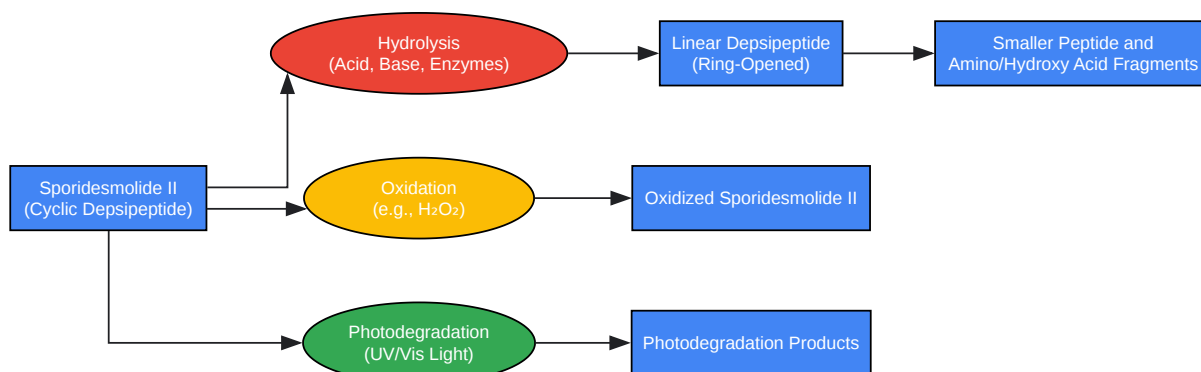 Hydrolysis
(Acid, Base, Enzymes)
Linear Depsipeptide
(Ring-Opened)
Smaller Peptide and
Amino/Hydroxy Acid Fragments
Sporidesmolide II
(Cyclic Depsipeptide)
Oxidation
(e.g., H₂O₂)
Oxidized Sporidesmolide II
Photodegradation
(UV/Vis Light)
Photodegradation Products